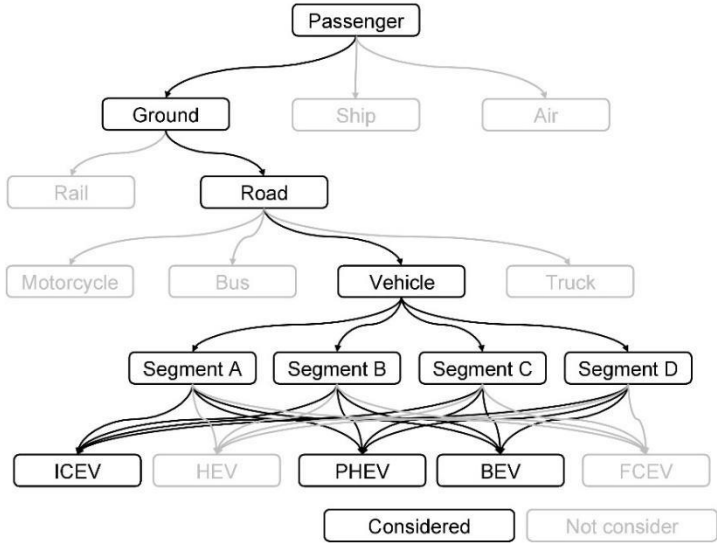 Passenger
Ground
Ship
Air
Rail
Road
Motorcycle
Bus
Vehicle
Truck
Segment A
Segment B
Segment C
Segment D
ICEV
HEV
PHEV
BEV
FCEV
Considered
Not consider